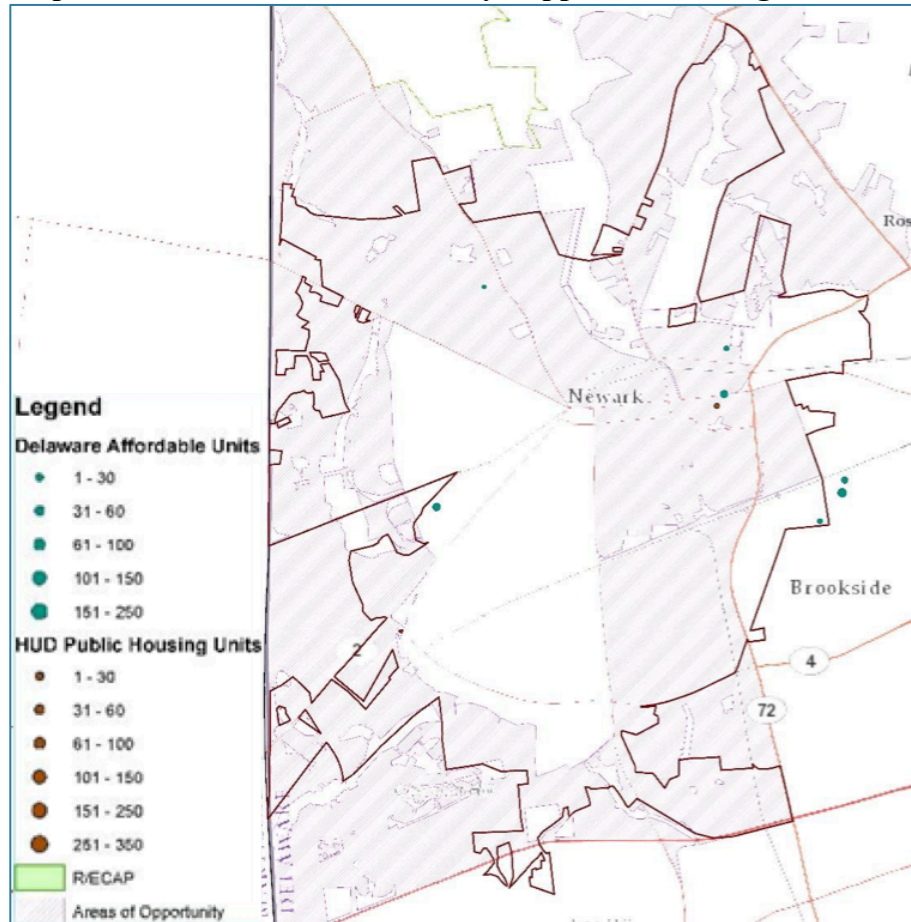 Ros
Newark
Legend
Delaware Affordable Units
1 - 30
31 - 60
61 - 100
101 - 150
151 - 250
Brookside
HUD Public Housing Units
2
1 - 30
4
31 - 60
61 - 100
72
101 - 150
151 - 250
251 - 350
R/ECAP
DELAWARE
Areas of Opportunity